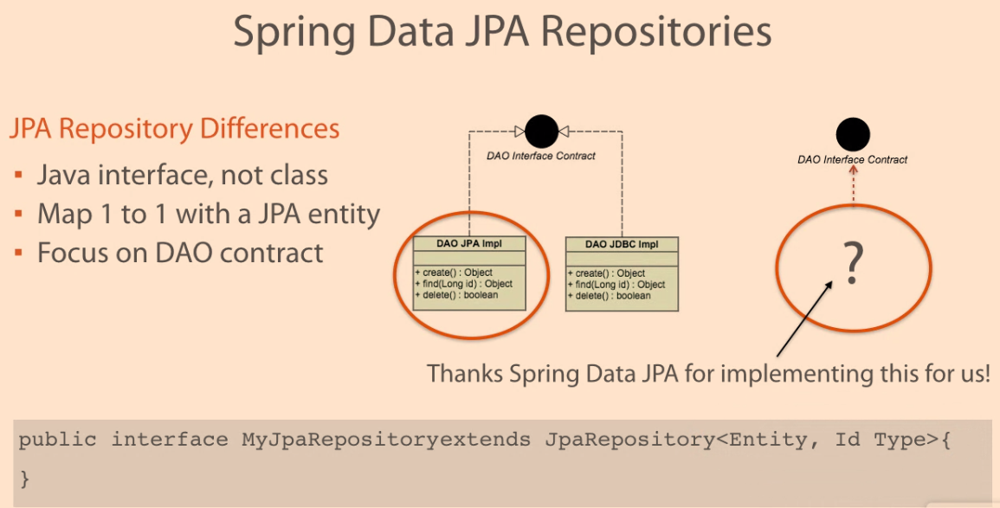 Spring Data JPA Repositories
JPA Repository Differences
▪ Java interface, not class
▪ Map 1 to 1 with a JPA entity
▪ Focus on DAO contract
DAO Interface Contract
DAO JPA Impl
+ create() : Object
+ find(Long id) : Object
+ delete() : boolean
DAO JDBC Impl
+ create() : Object
+ find(Long id) : Object
+ delete() : boolean
DAO Interface Contract
?
Thanks Spring Data JPA for implementing this for us!
public interface MyJpaRepositoryextends JpaRepository<Entity, Id Type>{
}